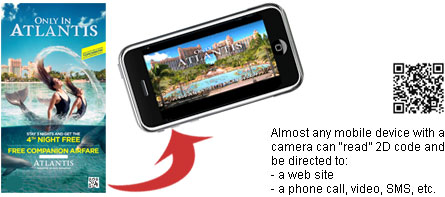 ONLY IN
ATLANTIS
STAY 3 NIGHTS AND GET THE
4TH NIGHT FREE
FREE COMPANION AIRFARE
ATLANTIS
ATLANTIS
Almost any mobile device with a
camera can "read" 2D code and
be directed to:
- a web site
- a phone call, video, SMS, etc.